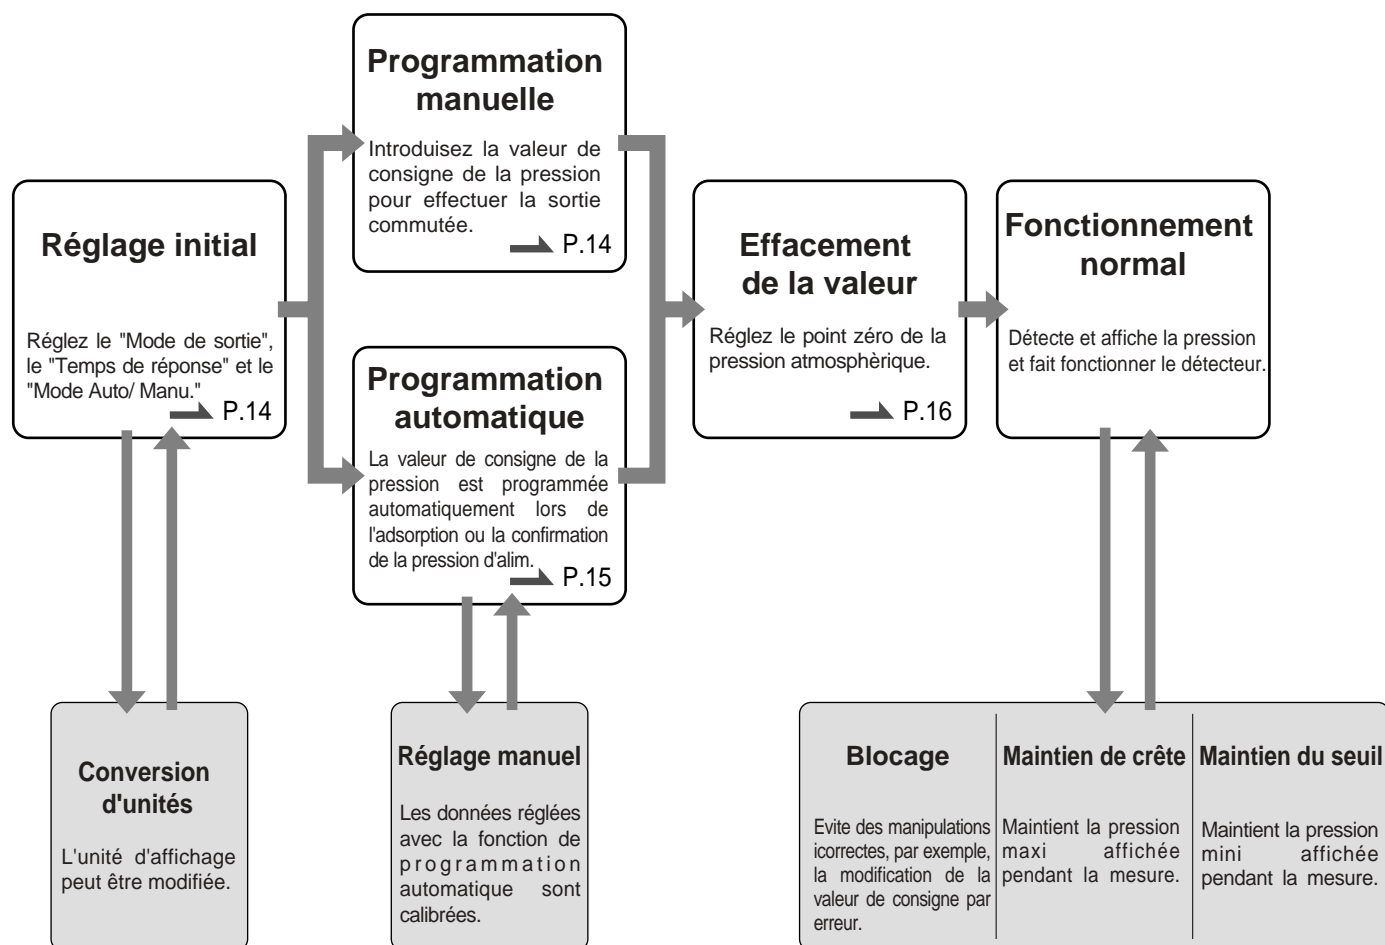 Réglage initial
Réglez le "Mode de sortie",
le "Temps de réponse" et le
"Mode Auto/ Manu."
P.14
Programmation
manuelle
Introduisez la valeur de
consigne de la pression
pour effectuer la sortie
commutée.
P.14
Programmation
automatique
La valeur de consigne de la
pression est programmée
automatiquement lors de
l'adsorption ou la confirmation
de la pression d'alim.
P.15
Effacement
de la valeur
Réglez le point zéro de la
pression atmosphèrique.
P.16
Fonctionnement
normal
Détecte et affiche la pression
et fait fonctionner le détecteur.
Conversion
d'unités
L'unité d'affichage
peut être modifiée.
Réglage manuel
Les données réglées
avec la fonction de
programmation
automatique sont
calibrées.
Blocage
Evite des manipulations
icorrectes, par exemple,
la modification de la
valeur de consigne par
erreur.
Maintien de crête
Maintient la pression
maxi affichée
pendant la mesure.
Maintien du seuil
Maintient la pression
mini affichée
pendant la mesure.